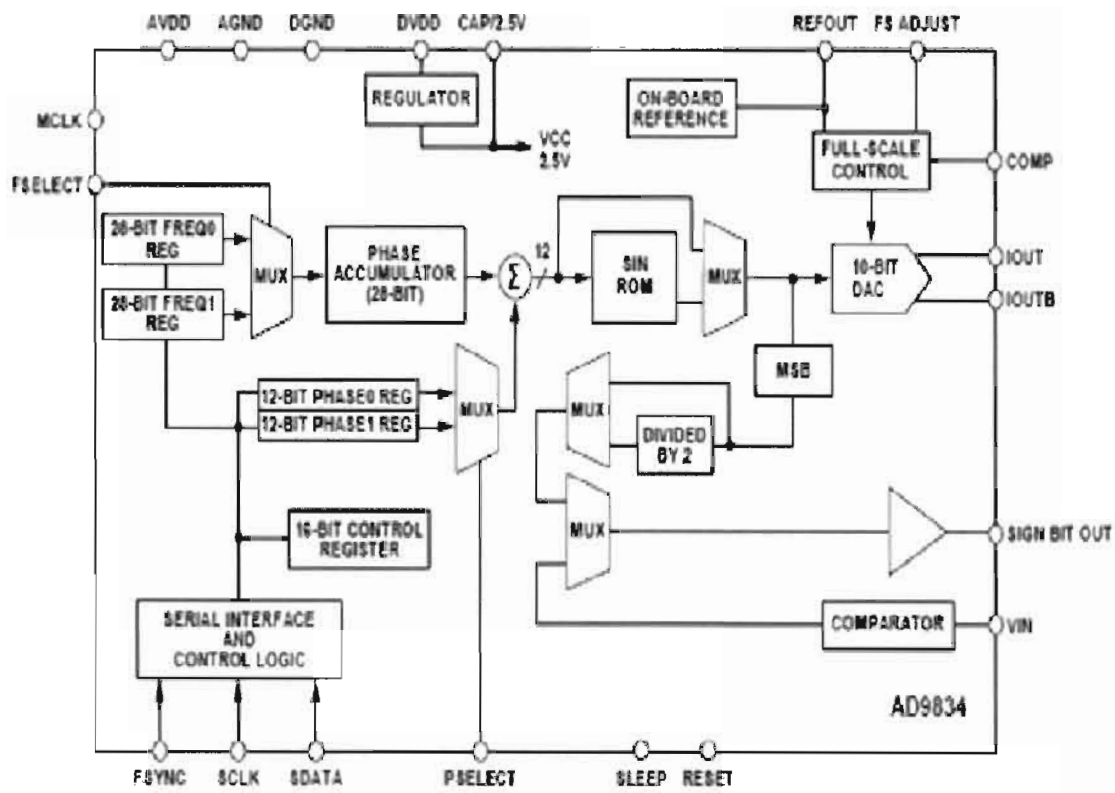 AVDD AGND DGND DVDD CAP/2.5V REFOUT FS ADJUST
REGULATOR
ON-BOARD
REFERENCE
MCLK
VCC
2.5V
FULL-SCALE
CONTROL
COMP
FSELECT
28-BIT FREQ0
REG
MUX
PHASE
ACCUMULATOR
(28-BIT)
Σ
12
SIN
ROM
MUX
10-BIT
DAC
IOUT
IOUTB
28-BIT FREQ1
REG
MSB
12-BIT PHASE0 REG
12-BIT PHASE1 REG
MUX
MUX
DIVIDED
BY 2
16-BIT CONTROL
REGISTER
MUX
SIGN BIT OUT
SERIAL INTERFACE
AND
CONTROL LOGIC
COMPARATOR
VIN
AD9834
FSYNC SCLK SDATA PSELECT SLEEP RESET